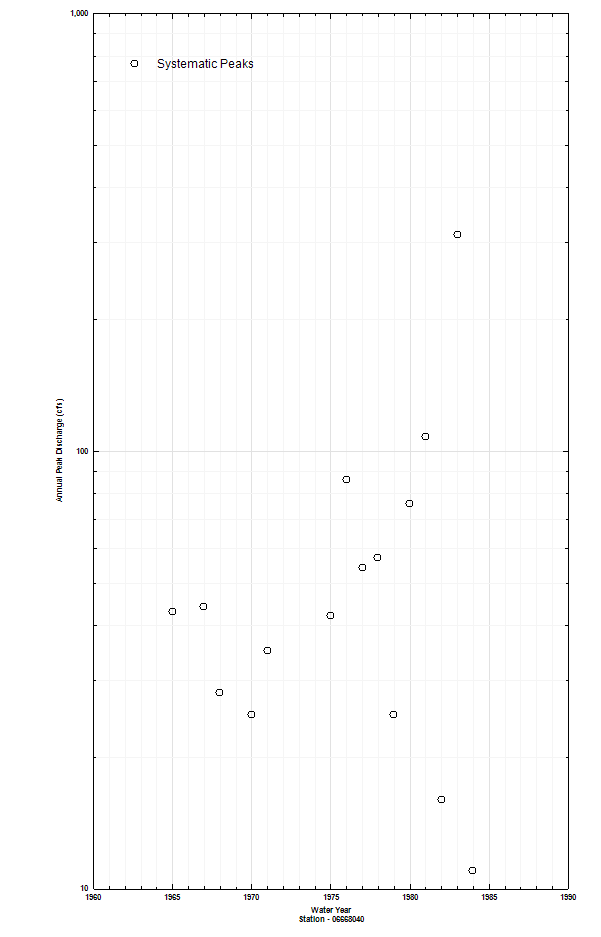 1,000
Systematic Peaks
Annual Peak Discharge (cfs)
100
10
1960 1965 1970 1975 1980 1985 1990
Water Year
Station - 06668040